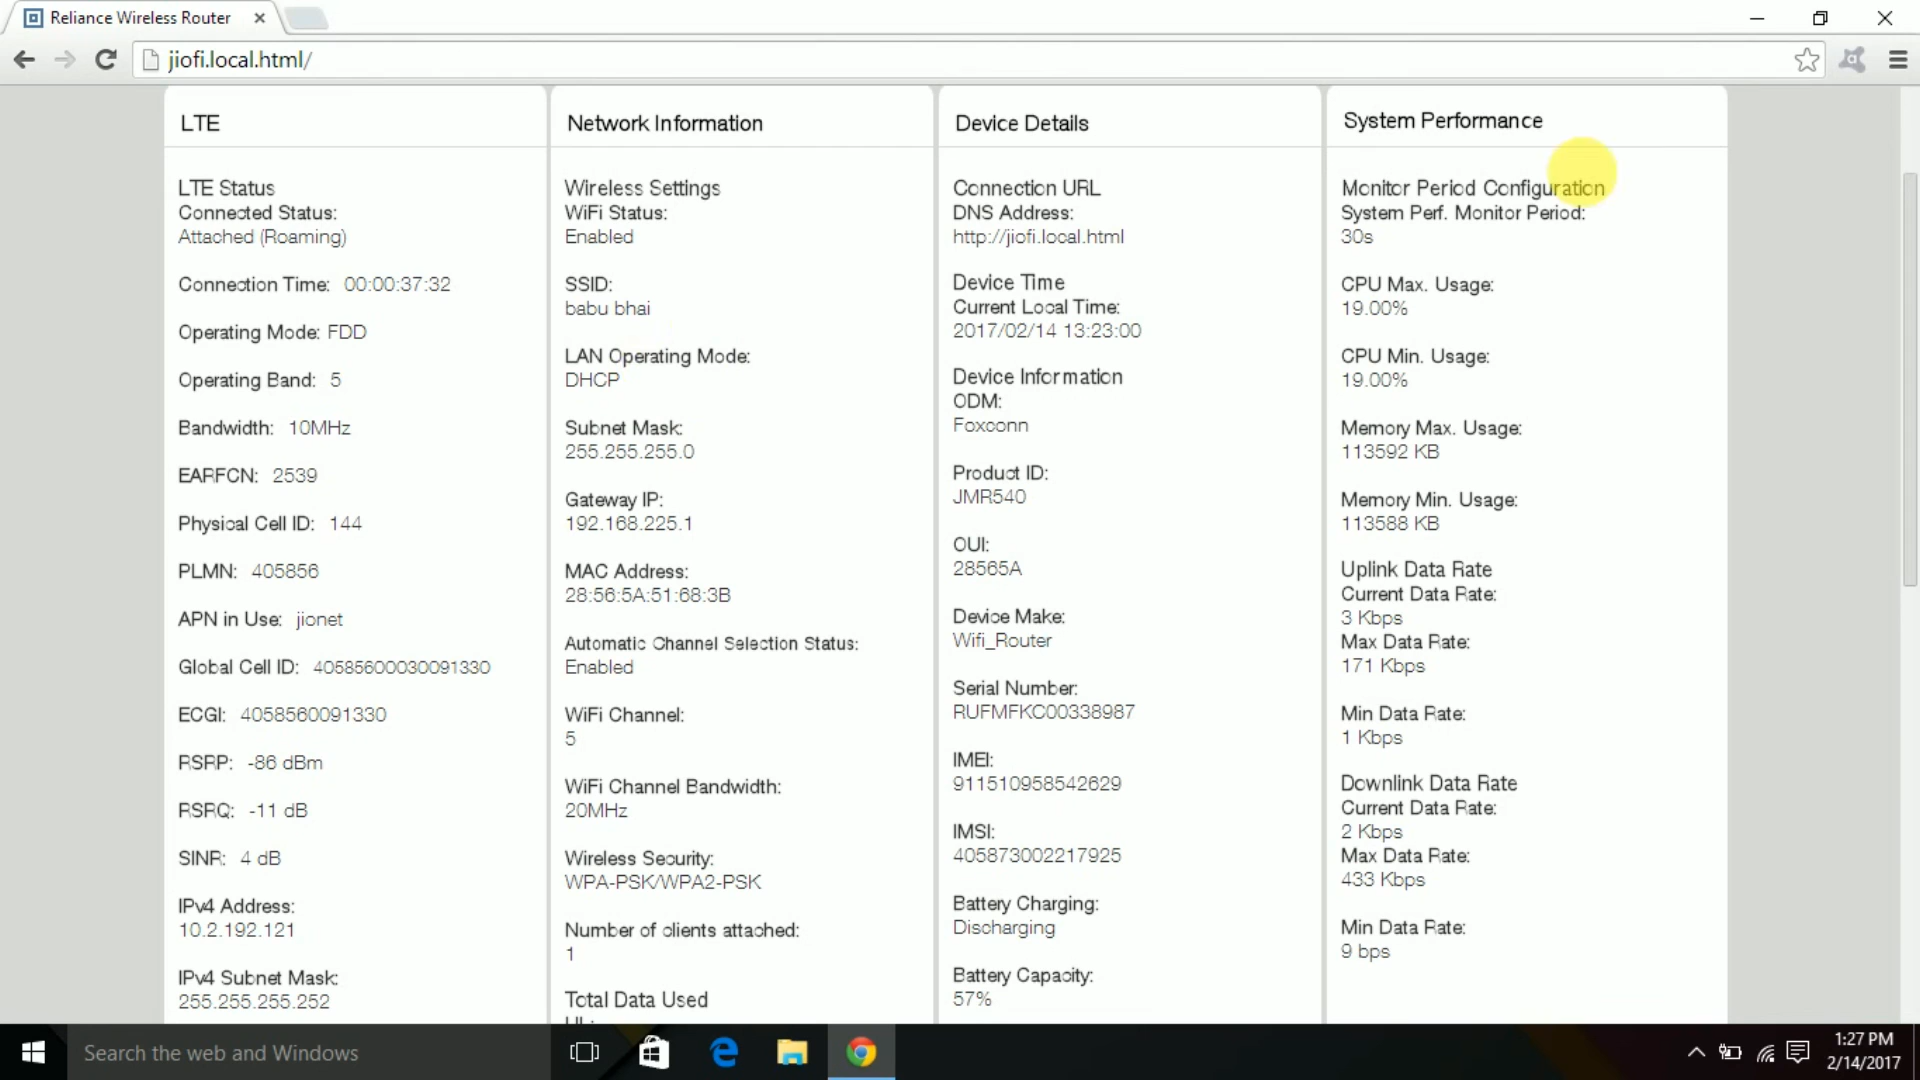 Reliance Wireless Router
jiofi.local.html/
LTE
LTE Status
Connected Status:
Attached (Roaming)
Connection Time: 00:00:37:32
Operating Mode: FDD
Operating Band: 5
Bandwidth: 10MHz
EARFCN: 2539
Physical Cell ID: 144
PLMN: 405856
APN in Use: jionet
Global Cell ID: 40585600030091330
ECGI: 4058560091330
RSRP: -86 dBm
RSRQ: -11 dB
SINR: 4 dB
IPv4 Address:
10.2.192.121
IPv4 Subnet Mask:
255.255.255.252
Network Information
Wireless Settings
WiFi Status:
Enabled
SSID:
babu bhai
LAN Operating Mode:
DHCP
Subnet Mask:
255.255.255.0
Gateway IP:
192.168.225.1
MAC Address:
28:56:5A:51:68:3B
Automatic Channel Selection Status:
Enabled
WiFi Channel:
5
WiFi Channel Bandwidth:
20MHz
Wireless Security:
WPA-PSK/WPA2-PSK
Number of clients attached:
1
Total Data Used
Device Details
Connection URL
DNS Address:
http://jiofi.local.html
Device Time
Current Local Time:
2017/02/14 13:23:00
Device Information
ODM:
Foxconn
Product ID:
JMR540
OUI:
28565A
Device Make:
Wifi_Router
Serial Number:
RUFMFKC00338987
IMEI:
911510958542629
IMSI:
405873002217925
Battery Charging:
Discharging
Battery Capacity:
57%
System Performance
Monitor Period Configuration
System Perf. Monitor Period:
30s
CPU Max. Usage:
19.00%
CPU Min. Usage:
19.00%
Memory Max. Usage:
113592 KB
Memory Min. Usage:
113588 KB
Uplink Data Rate
Current Data Rate:
3 Kbps
Max Data Rate:
171 Kbps
Min Data Rate:
1 Kbps
Downlink Data Rate
Current Data Rate:
2 Kbps
Max Data Rate:
433 Kbps
Min Data Rate:
9 bps
Search the web and Windows
1:27 PM
2/14/2017